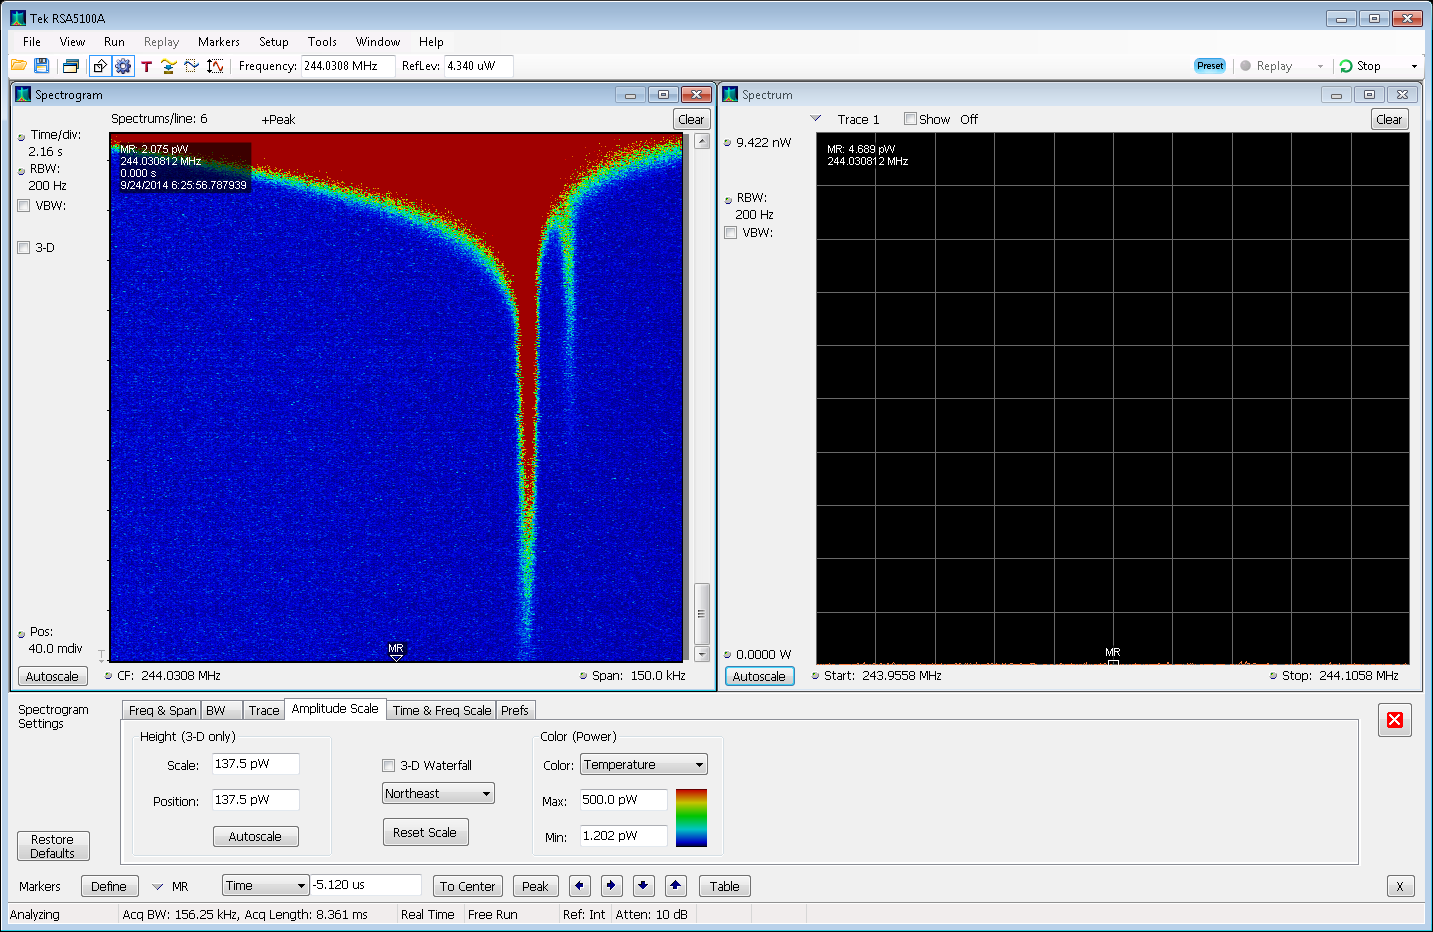 Tek RSA5100A
File View Run Replay Markers Setup Tools Window Help
T Frequency: 244.0308 MHz RefLev: 4.340 uW Preset Replay Stop
Spectrogram
Spectrums/line: 6 +Peak Clear
Time/div:
2.16 s
RBW:
200 Hz
VBW:
3-D
MR: 2.075 pW
244.030812 MHz
0.000 s
9/24/2014 6:25:56.787939
Pos:
40.0 mdiv
T
MR
Autoscale CF: 244.0308 MHz Span: 150.0 kHz
Spectrum
Trace 1 Show Off Clear
9.422 nW
RBW:
200 Hz
VBW:
MR: 4.689 pW
244.030812 MHz
MR
0.0000 W
Autoscale Start: 243.9558 MHz Stop: 244.1058 MHz
Spectrogram
Settings
Freq & Span BW Trace Amplitude Scale Time & Freq Scale Prefs
Height (3-D only)
Scale: 137.5 pW
Position: 137.5 pW
Autoscale
3-D Waterfall
Northeast
Reset Scale
Color (Power)
Color: Temperature
Max: 500.0 pW
Min: 1.202 pW
Restore
Defaults
Markers Define MR Time -5.120 us To Center Peak Table X
Analyzing Acq BW: 156.25 kHz, Acq Length: 8.361 ms Real Time Free Run Ref: Int Atten: 10 dB